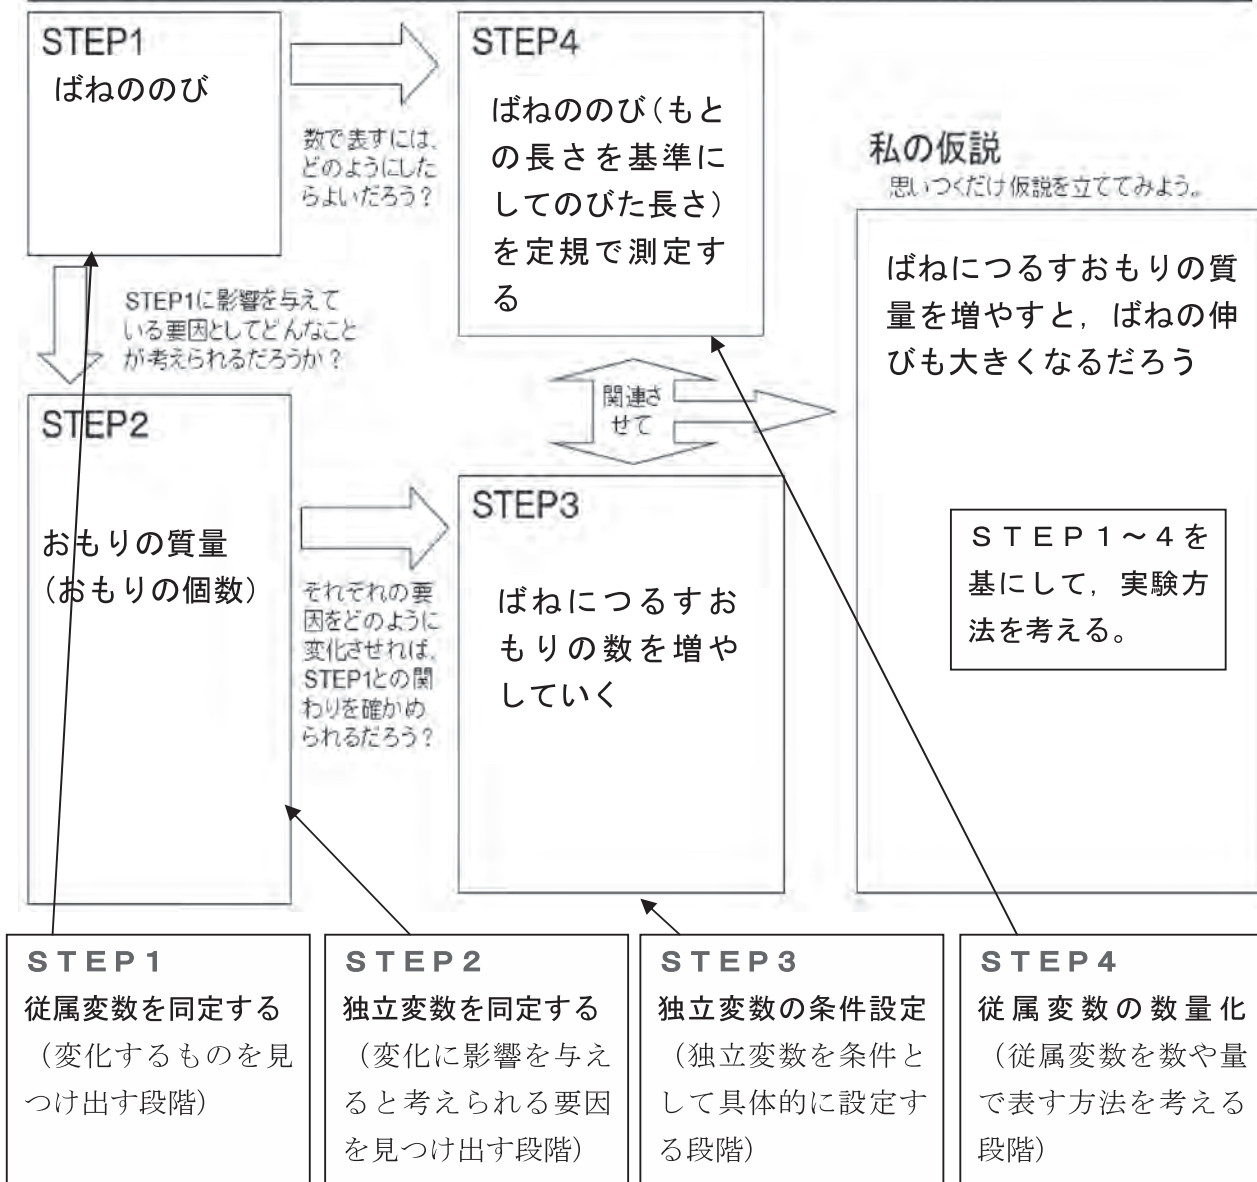 STEP1
ばねののび
数で表すには、
どのようにした
らよいだろう？
STEP4
ばねののび（もと
の長さを基準に
してのびた長さ）
を定規で測定す
る
STEP1に影響を与えて
いる要因としてどんなこと
が考えられるだろうか？
STEP2
おもりの質量
（おもりの個数）
それぞれの要
因をどのように
変化させれば、
STEP1との関
わりを確かめ
られるだろう？
STEP3
ばねにつるすお
もりの数を増や
していく
関連さ
せて
私の仮説
思いつくだけ仮説を立ててみよう。
ばねにつるすおもりの質
量を増やすと，ばねの伸
びも大きくなるだろう
ＳＴＥＰ１～４を
基にして，実験方
法を考える。
ＳＴＥＰ１
従属変数を同定する
（変化するものを見
つけ出す段階）
ＳＴＥＰ２
独立変数を同定する
（変化に影響を与え
ると考えられる要因
を見つけ出す段階）
ＳＴＥＰ３
独立変数の条件設定
（独立変数を条件と
して具体的に設定す
る段階）
ＳＴＥＰ４
従属変数の数量化
（従属変数を数や量
で表す方法を考える
段階）